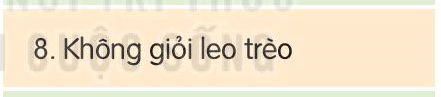 8. Không giỏi leo trèo